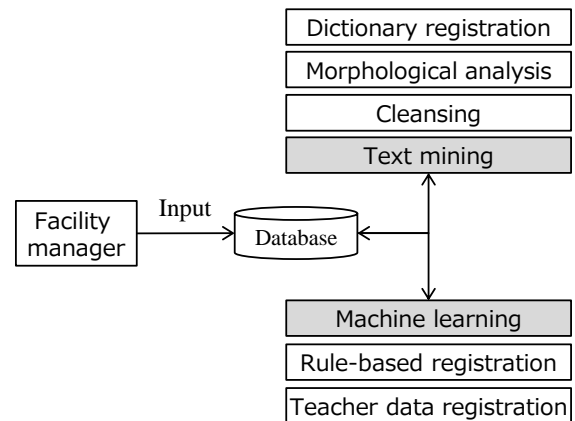 Dictionary registration
Morphological analysis
Cleansing
Text mining
Input
Facility
manager
Database
Machine learning
Rule-based registration
Teacher data registration